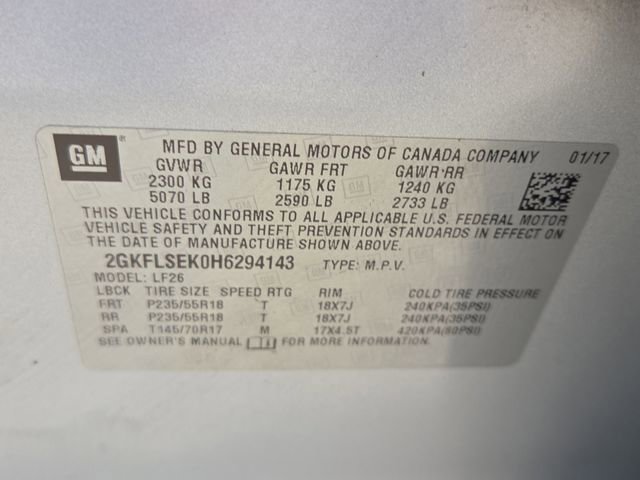 GM ®
MFD BY GENERAL MOTORS OF CANADA COMPANY 01/17
GVWR GAWR FRT GAWR RR
2300 KG 1175 KG 1240 KG
5070 LB 2590 LB 2733 LB
THIS VEHICLE CONFORMS TO ALL APPLICABLE U.S. FEDERAL MOTOR
VEHICLE SAFETY AND THEFT PREVENTION STANDARDS IN EFFECT ON
THE DATE OF MANUFACTURE SHOWN ABOVE.
2GKFLSEK0H6294143 TYPE: M.P.V.
MODEL: LF26
LBCK TIRE SIZE SPEED RTG RIM COLD TIRE PRESSURE
FRT P235/55R18 T 18X7J 240KPA(35PSI)
RR P235/55R18 T 18X7J 240KPA(35PSI)
SPA T145/70R17 M 17X4.5T 420KPA(60PSI)
SEE OWNER'S MANUAL FOR MORE INFORMATION.